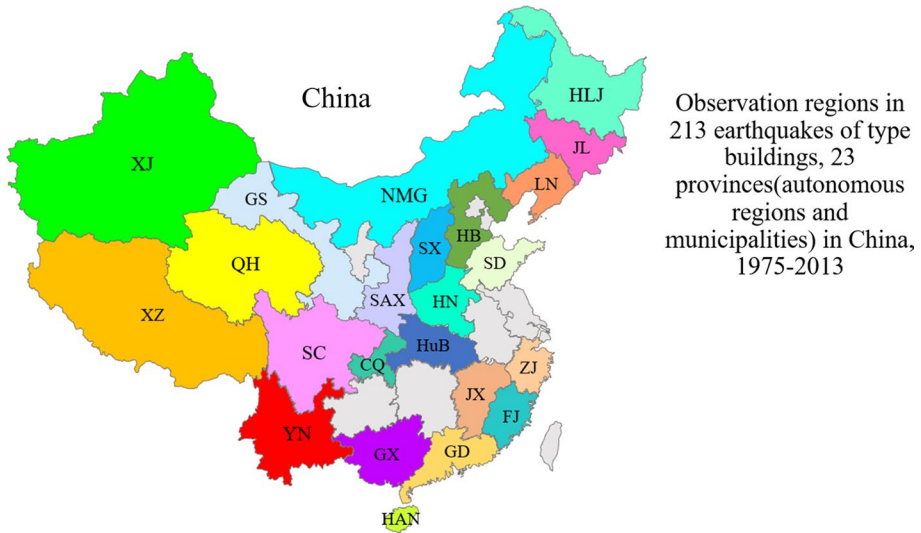 China
HLJ
XJ
JL
GS
NMG
LN
HB
SX
QH
SD
SAX
HN
XZ
SC
HuB
CQ
ZJ
JX
FJ
YN
GX
GD
HAN
Observation regions in
213 earthquakes of type
buildings, 23
provinces(autonomous
regions and
municipalities) in China,
1975-2013